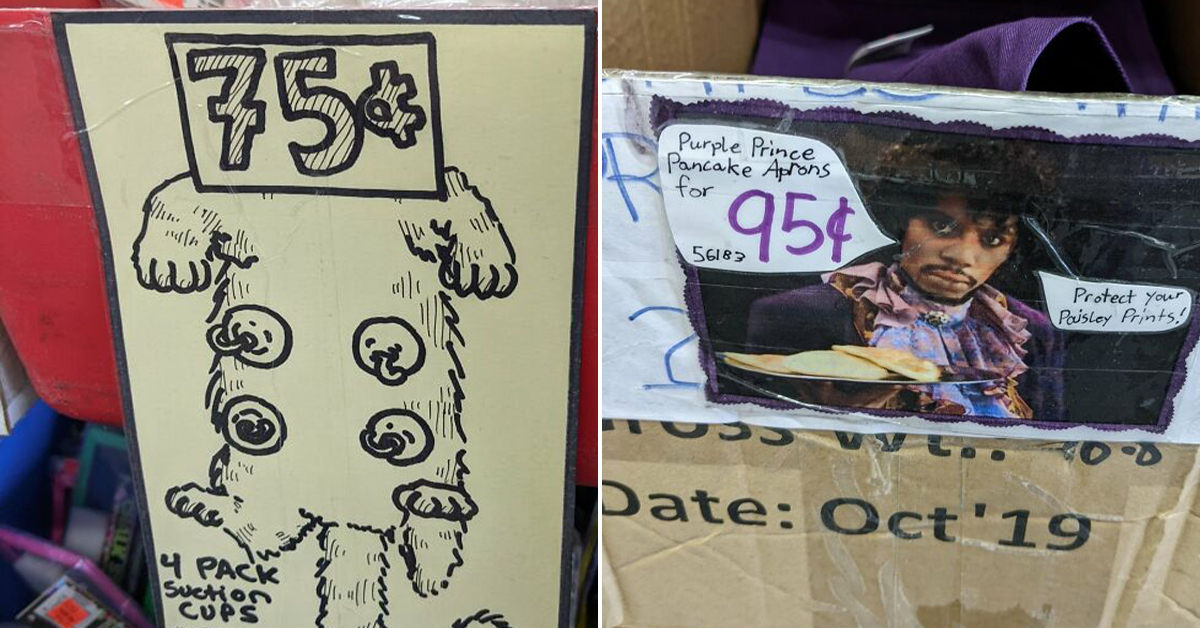 75¢
4 PACK
Suction
CUPS
Purple Prince
Pancake Aprons
for
95¢
56183
Protect your
Paisley Prints!
Date: Oct '19